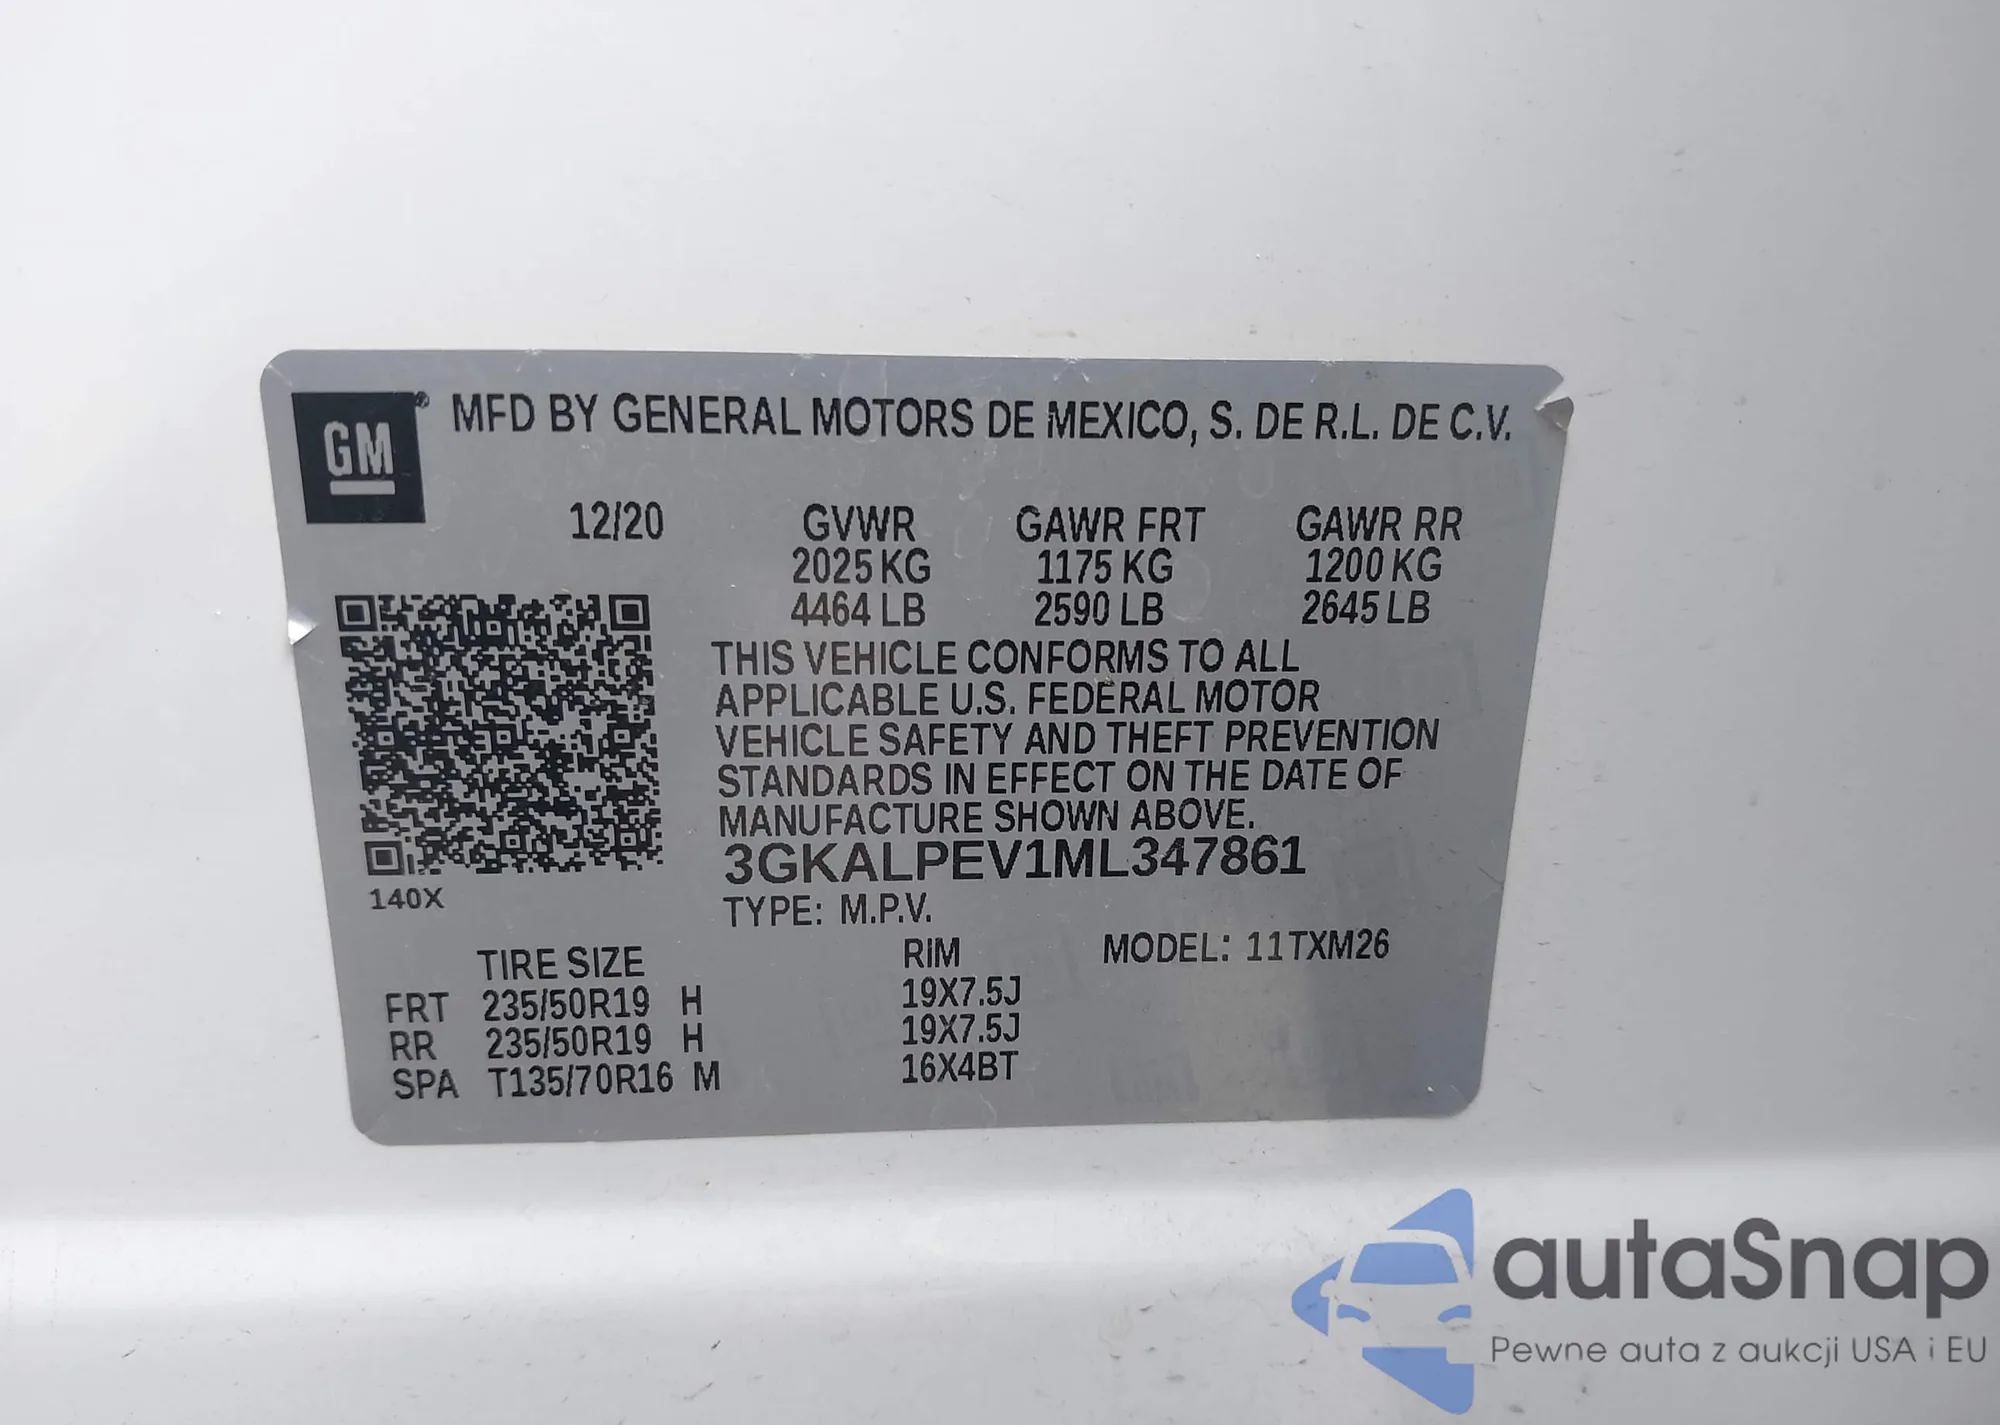 GM® MFD BY GENERAL MOTORS DE MEXICO, S. DE R.L. DE C.V.
12/20 GVWR GAWR FRT GAWR RR
2025 KG 1175 KG 1200 KG
4464 LB 2590 LB 2645 LB
THIS VEHICLE CONFORMS TO ALL
APPLICABLE U.S. FEDERAL MOTOR
VEHICLE SAFETY AND THEFT PREVENTION
STANDARDS IN EFFECT ON THE DATE OF
MANUFACTURE SHOWN ABOVE.
3GKALPEV1ML347861
140X
TYPE: M.P.V.
TIRE SIZE RIM MODEL: 11TXM26
FRT 235/50R19 H 19X7.5J
RR 235/50R19 H 19X7.5J
SPA T135/70R16 M 16X4BT
autaSnap
Pewne auta z aukcji USA i EU